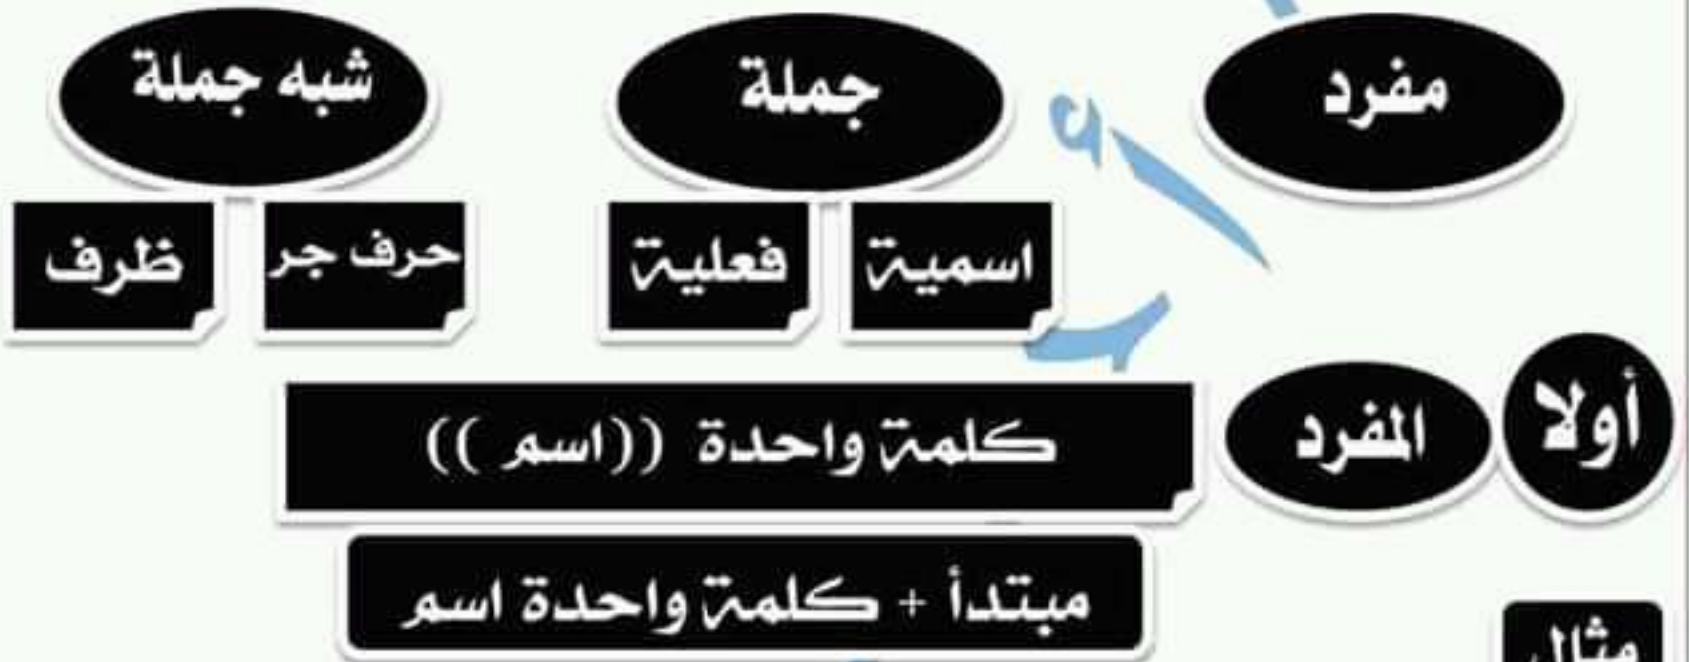 مفرد جملة شبه جملة
اسمية فعلية حرف جر ظرف
أولا المفرد كلمة واحدة ((اسم ))
مبتدأ + كلمة واحدة اسم
مثال